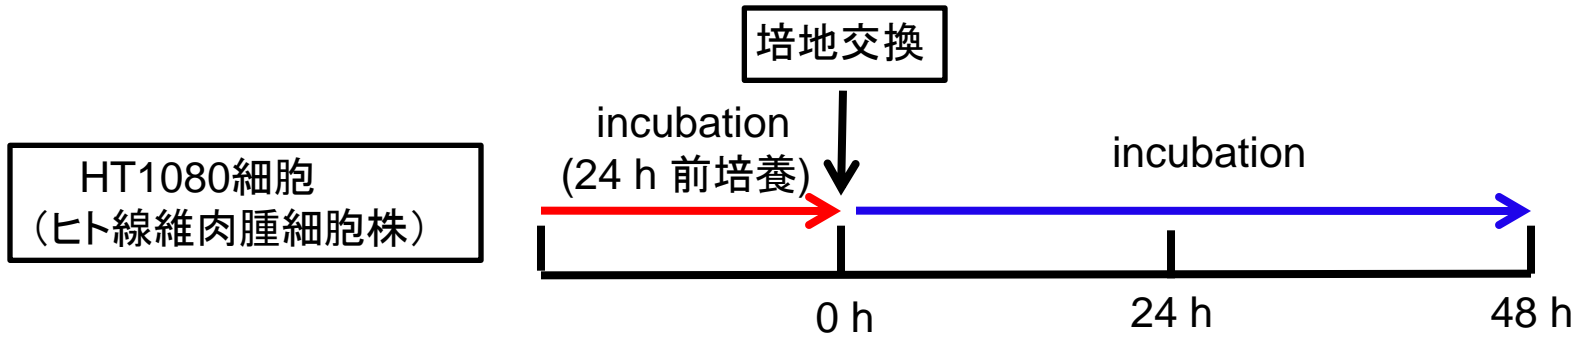 培地交換
incubation
(24 h 前培養)
incubation
HT1080細胞
（ヒト線維肉腫細胞株）
0 h
24 h
48 h